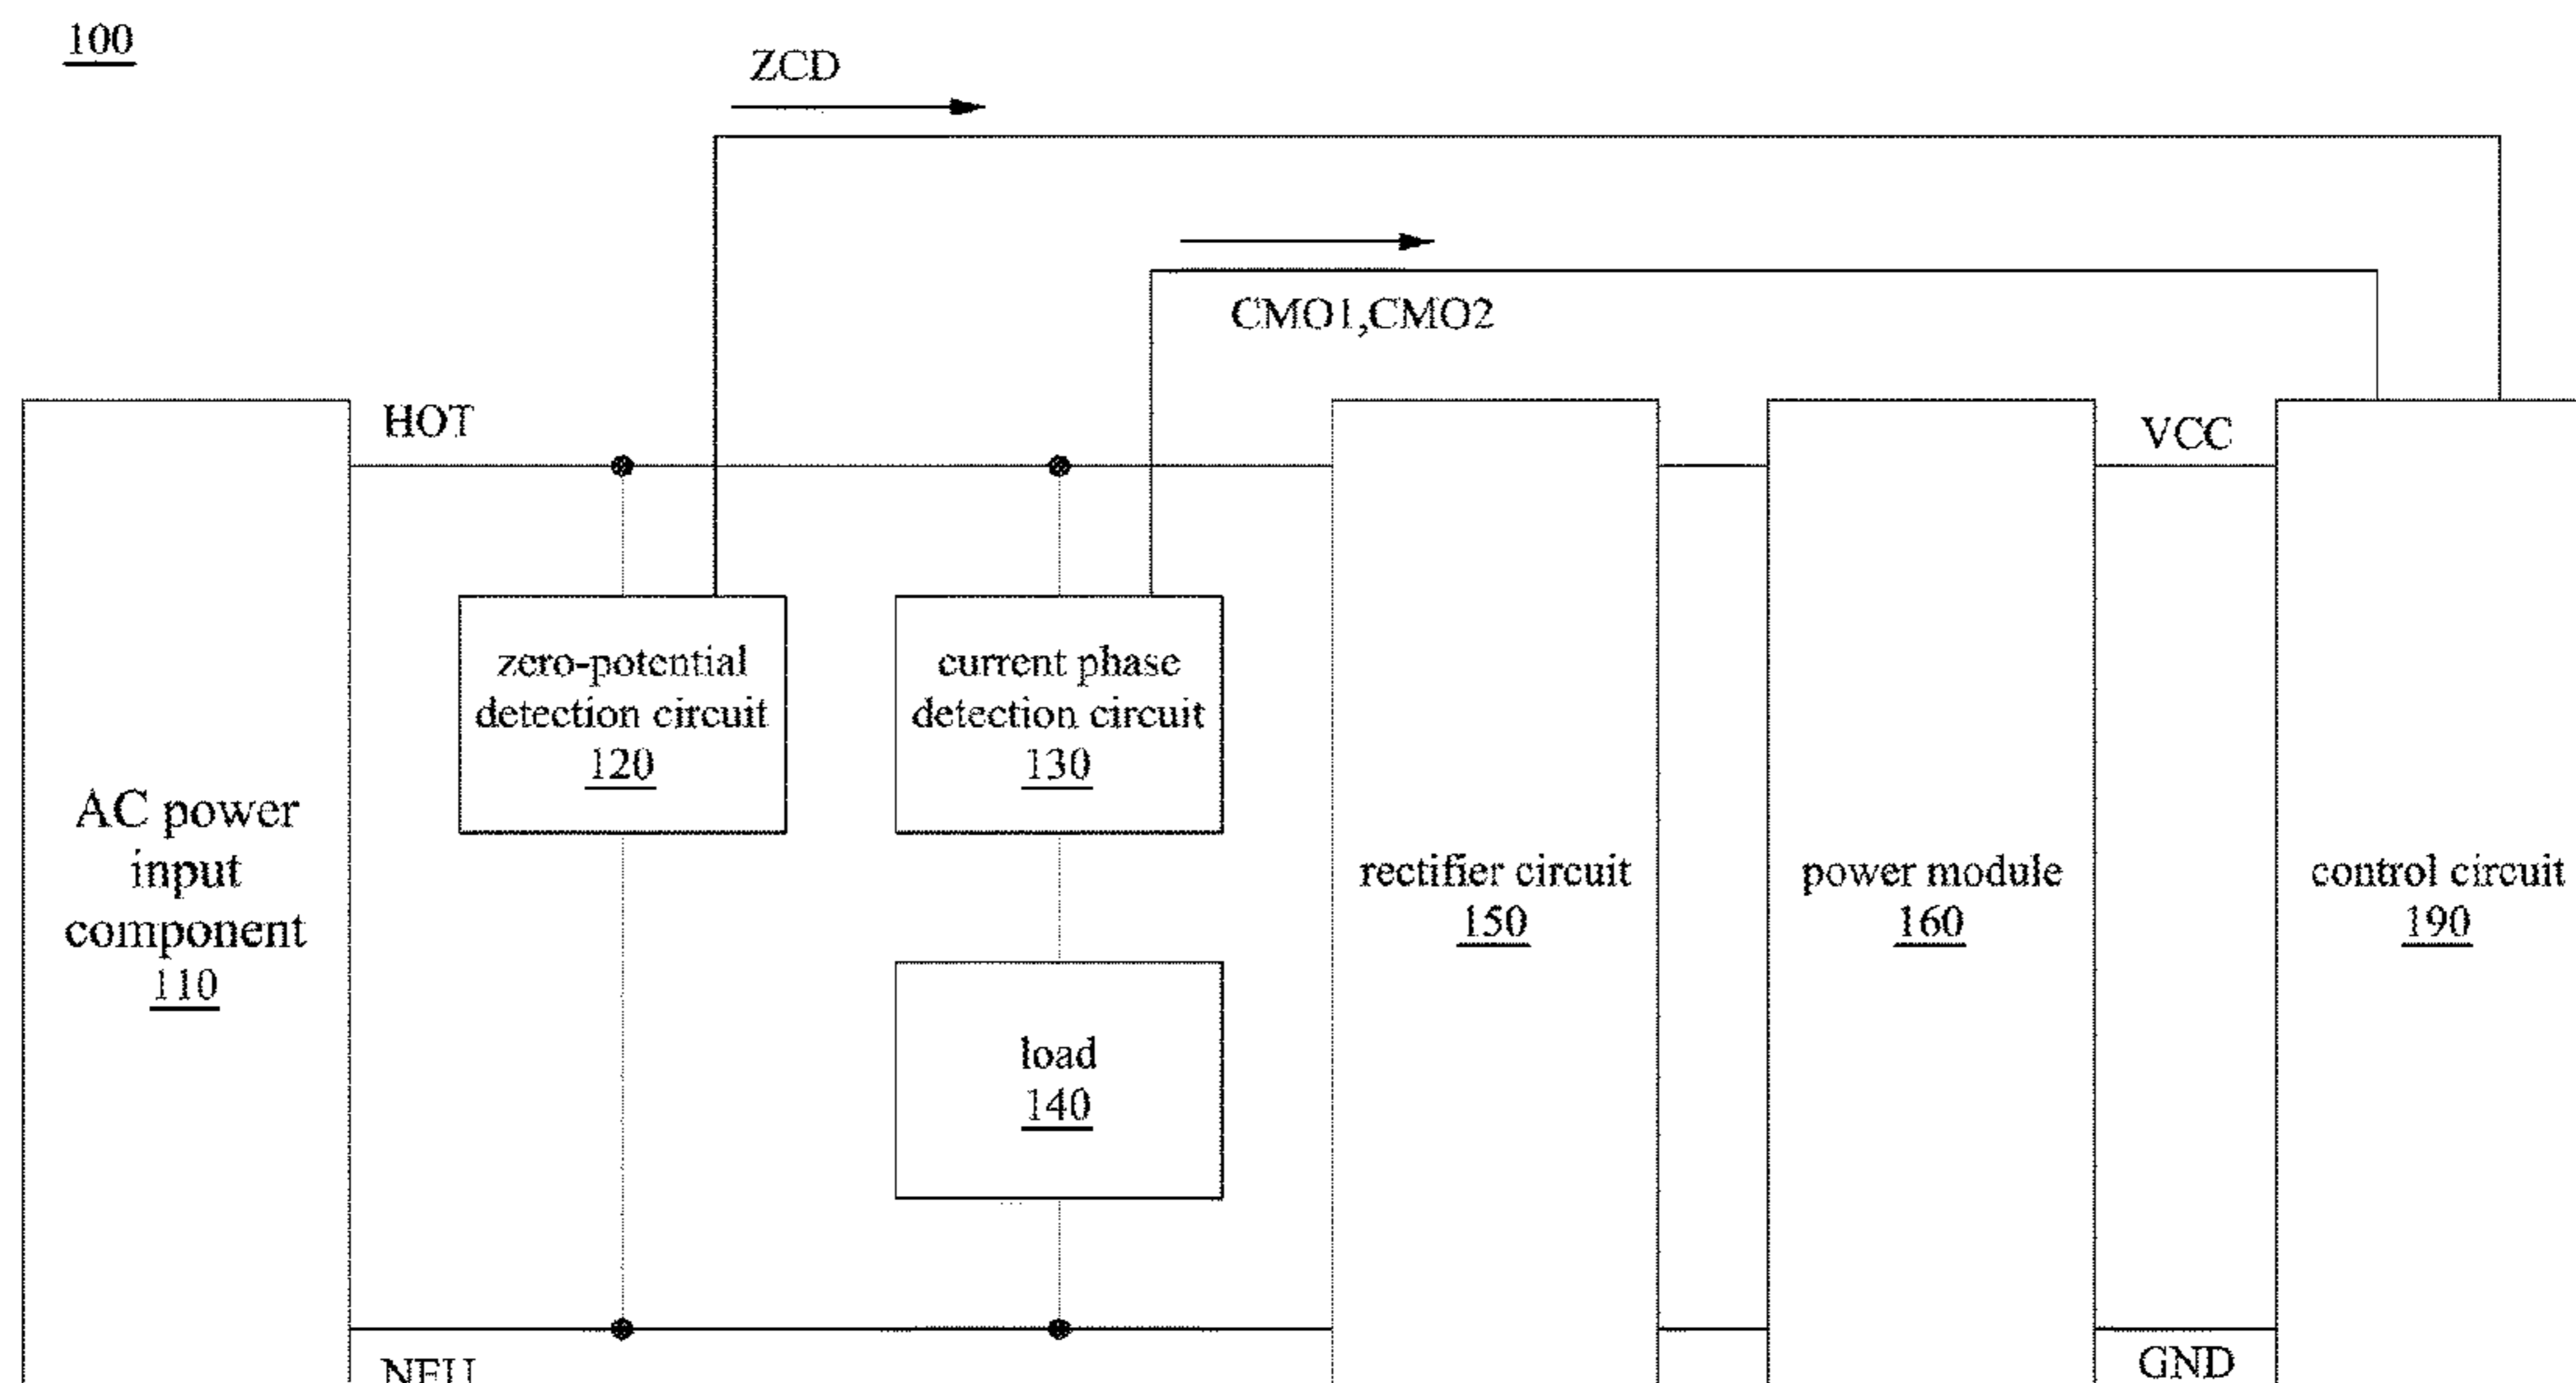 100
ZCD
CMO1,CMO2
HOT
VCC
zero-potential
detection circuit
120
current phase
detection circuit
130
AC power
input
component
110
rectifier circuit
150
power module
160
control circuit
190
load
140
NEU
GND